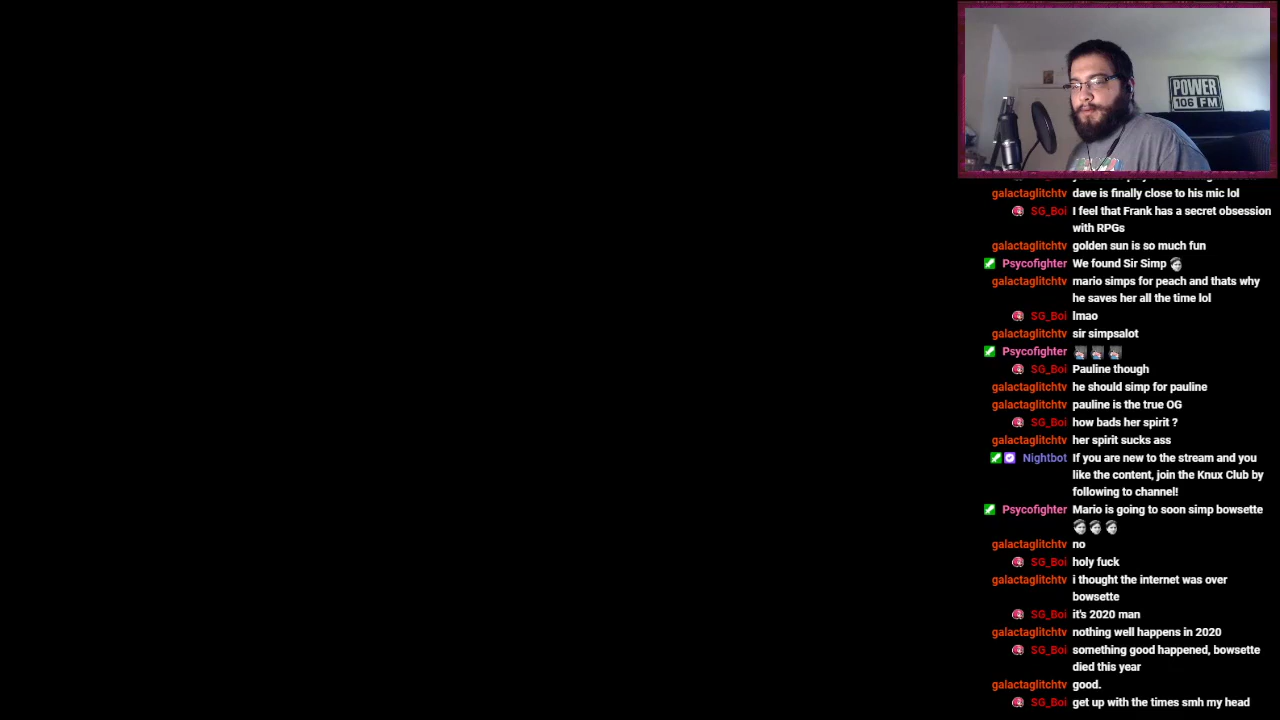 POWER
106 FM
galactaglitchtv dave is finally close to his mic lol
SG_Boi I feel that Frank has a secret obsession
with RPGs
galactaglitchtv golden sun is so much fun
Psycofighter We found Sir Simp
galactaglitchtv mario simps for peach and thats why
he saves her all the time lol
SG_Boi lmao
galactaglitchtv sir simpsalot
Psycofighter
SG_Boi Pauline though
galactaglitchtv he should simp for pauline
galactaglitchtv pauline is the true OG
SG_Boi how bads her spirit ?
galactaglitchtv her spirit sucks ass
Nightbot If you are new to the stream and you
like the content, join the Knux Club by
following to channel!
Psycofighter Mario is going to soon simp bowsette
galactaglitchtv no
SG_Boi holy fuck
galactaglitchtv i thought the internet was over
bowsette
SG_Boi it's 2020 man
galactaglitchtv nothing well happens in 2020
SG_Boi something good happened, bowsette
died this year
galactaglitchtv good.
SG_Boi get up with the times smh my head